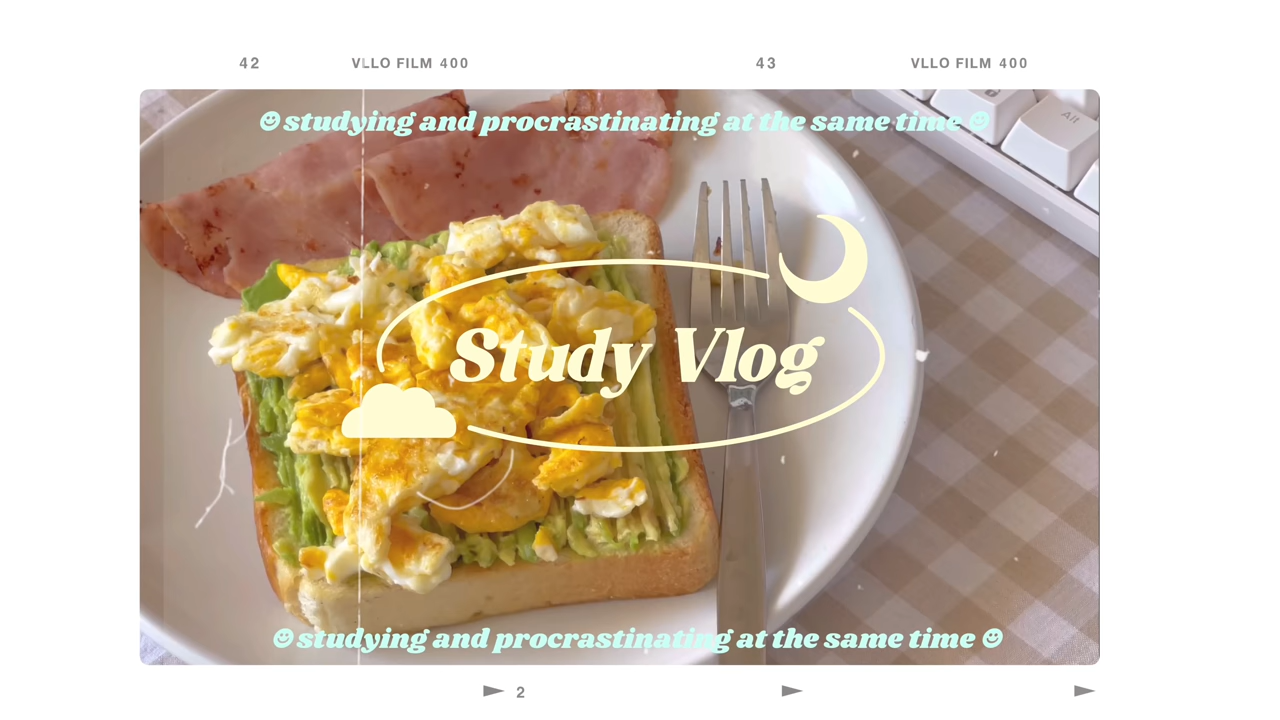 42 VLLO FILM 400 43 VLLO FILM 400
☺studying and procrastinating at the same time☺
Alt
Study Vlog
☺studying and procrastinating at the same time☺
2